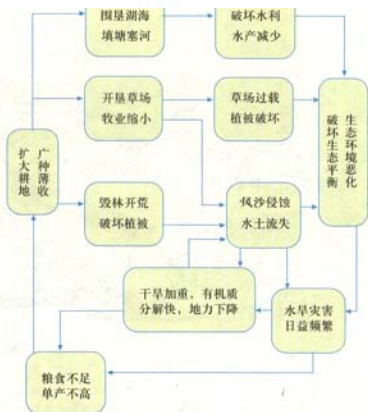 围垦湖海
填塘塞河
破坏水利
水产减少
开垦草场
牧业缩小
草场过载
植被破坏
生态环境恶化
破坏生态平衡
广种薄收
扩大耕地
毁林开荒
破坏植被
风沙侵蚀
水土流失
干旱加重，有机质
分解快，地力下降
水旱灾害
日益频繁
粮食不足
单产不高